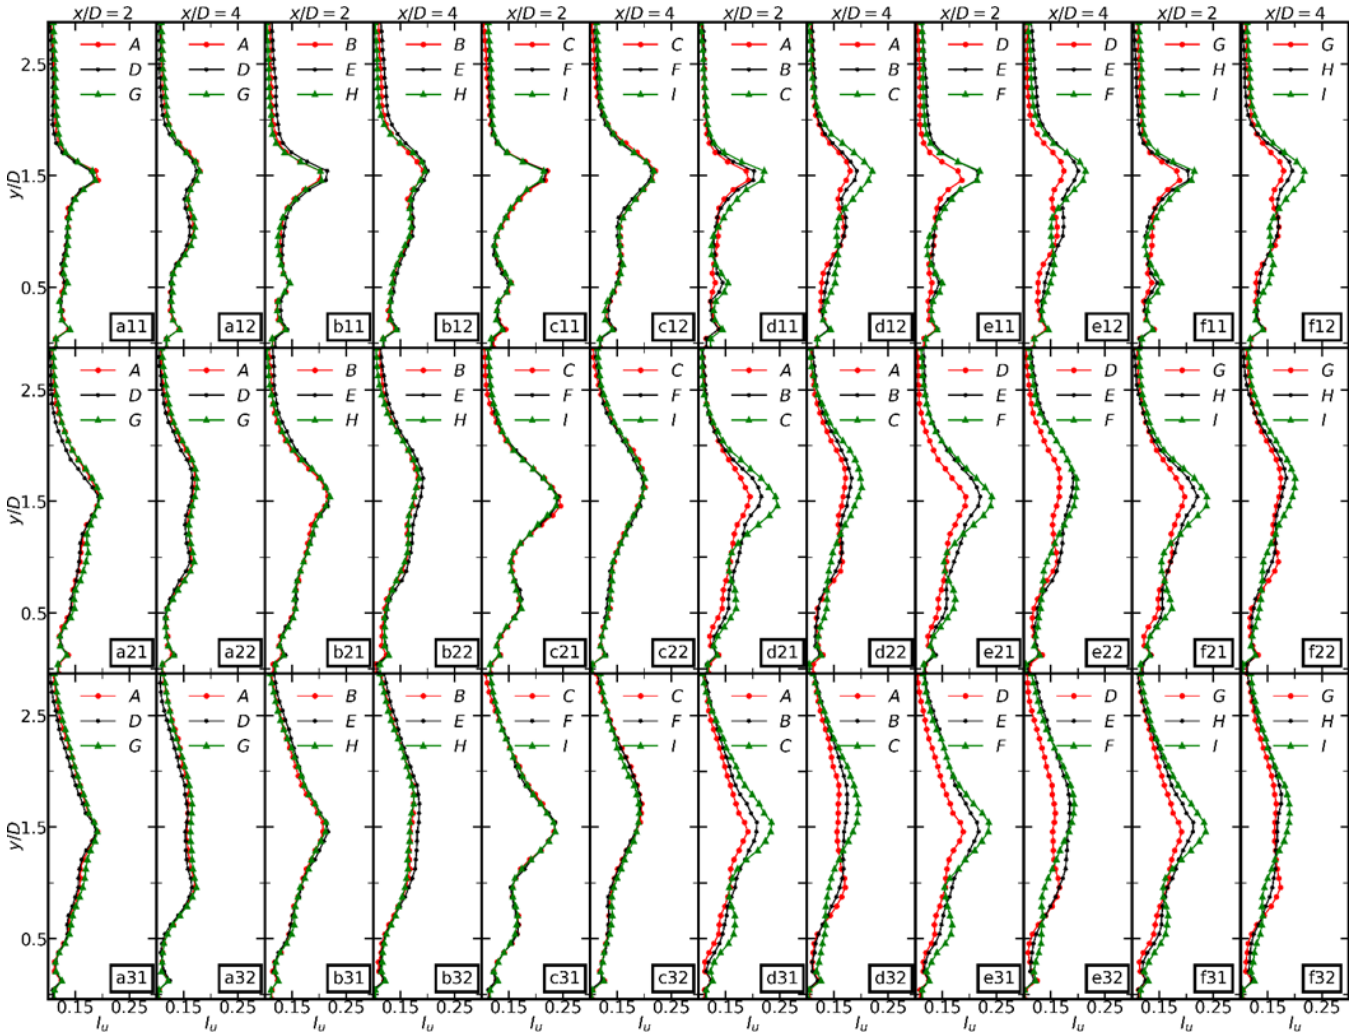 x/D = 2 x/D = 4 x/D = 2 x/D = 4 x/D = 2 x/D = 4 x/D = 2 x/D = 4 x/D = 2 x/D = 4 x/D = 2 x/D = 4
A A B B C C A A D D G G
2.5 D D E E F F B B E E H H
G G H H I I C C F F I I
y/D 1.5
0.5
a11 a12 b11 b12 c11 c12 d11 d12 e11 e12 f11 f12
A A B B C C A A D D G G
2.5 D D E E F F B B E E H H
G G H H I I C C F F I I
y/D 1.5
0.5
a21 a22 b21 b22 c21 c22 d21 d22 e21 e22 f21 f22
A A B B C C A A D D G G
2.5 D D E E F F B B E E H H
G G H H I I C C F F I I
y/D 1.5
0.5
a31 a32 b31 b32 c31 c32 d31 d32 e31 e32 f31 f32
0.15 0.25 0.15 0.25 0.15 0.25 0.15 0.25 0.15 0.25 0.15 0.25 0.15 0.25 0.15 0.25 0.15 0.25 0.15 0.25 0.15 0.25 0.15 0.25
Iu Iu Iu Iu Iu Iu Iu Iu Iu Iu Iu Iu